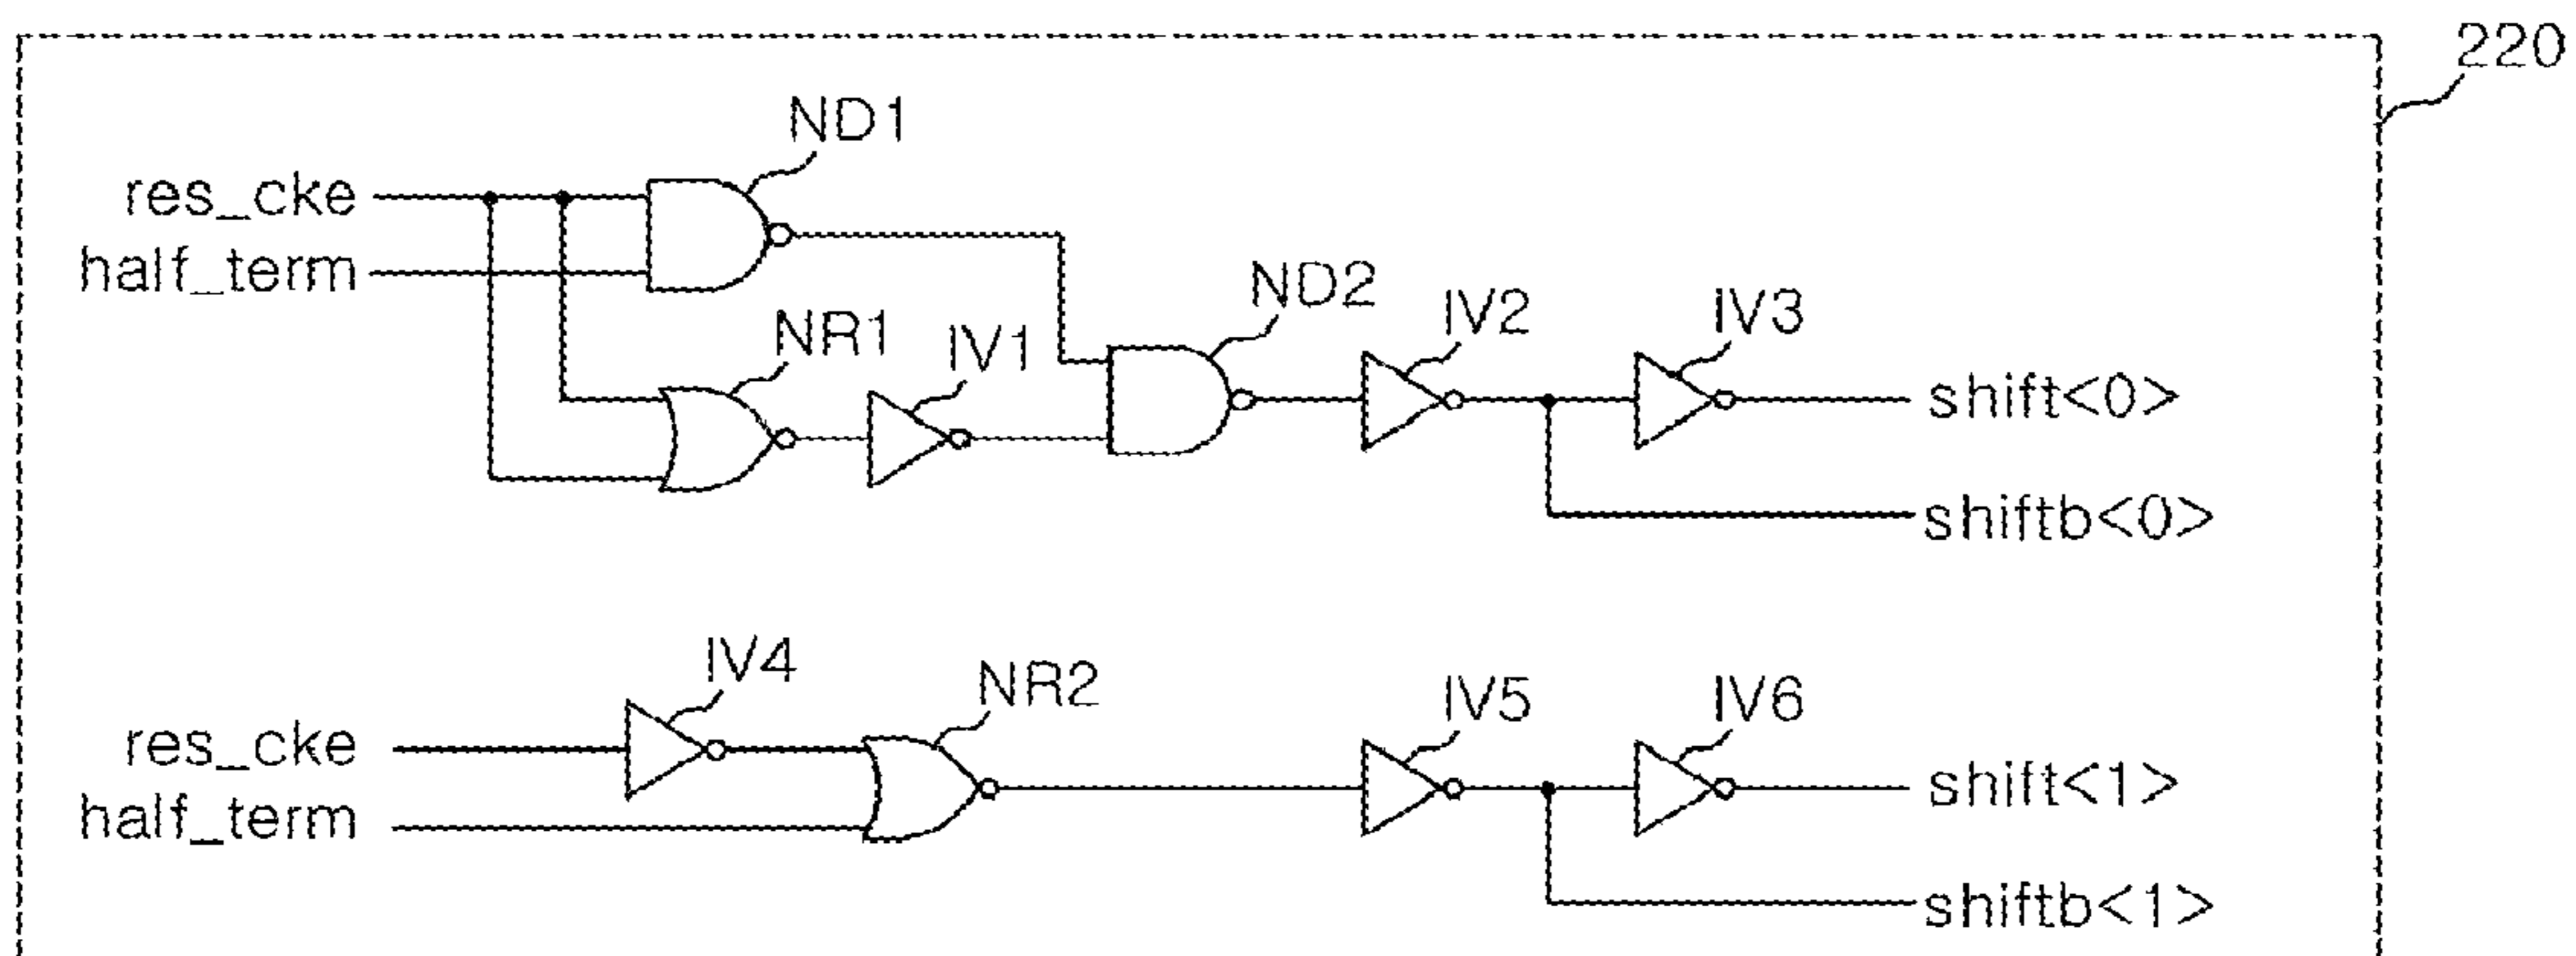 220
ND1
res_cke
half_term
ND2
IV2
IV3
NR1
IV1
shift<0>
shiftb<0>
IV4
NR2
IV5
IV6
res_cke
half_term
shift<1>
shiftb<1>